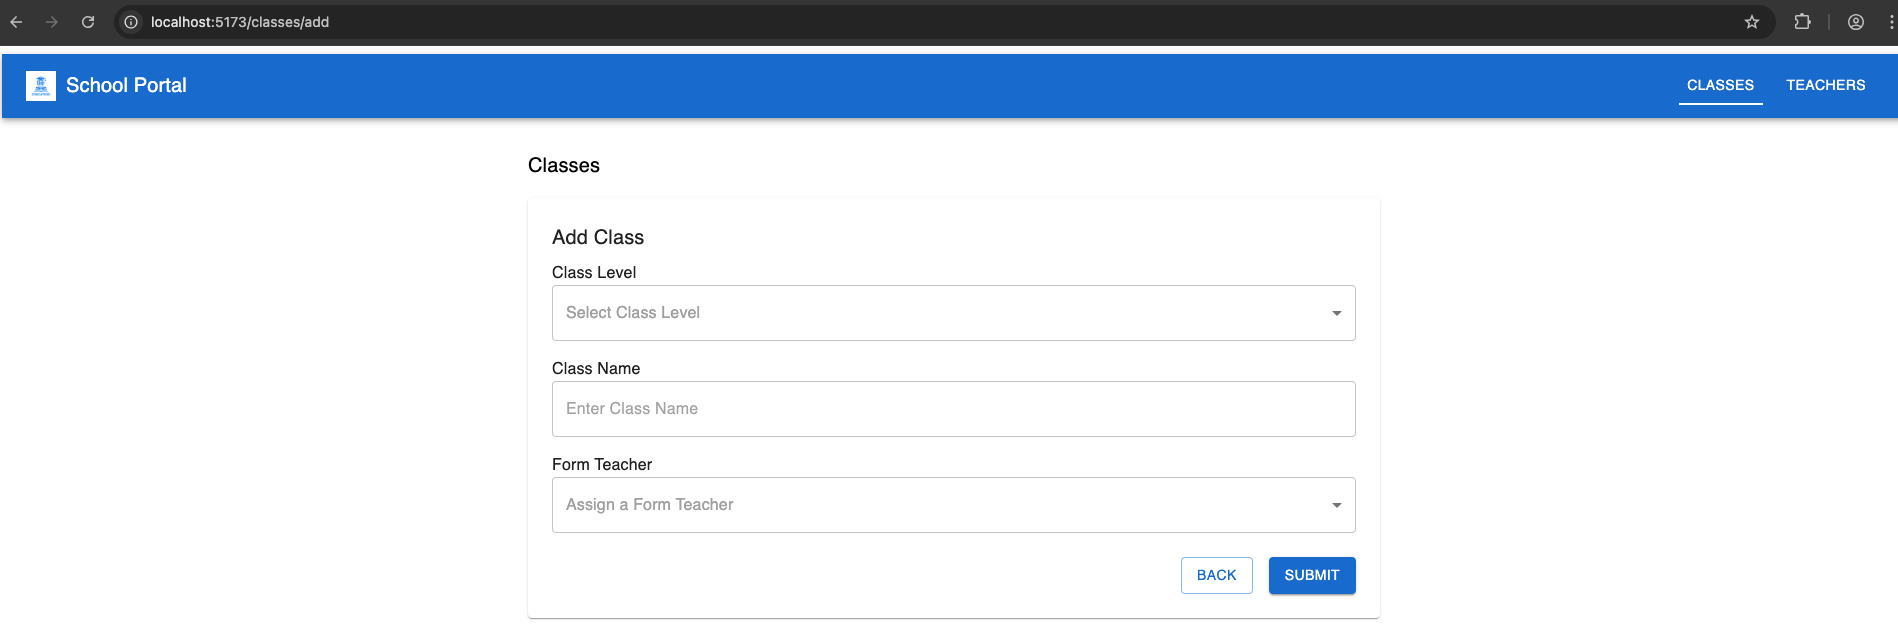 localhost:5173/classes/add
School Portal
CLASSES
TEACHERS
Classes
Add Class
Class Level
Select Class Level
Class Name
Enter Class Name
Form Teacher
Assign a Form Teacher
BACK
SUBMIT